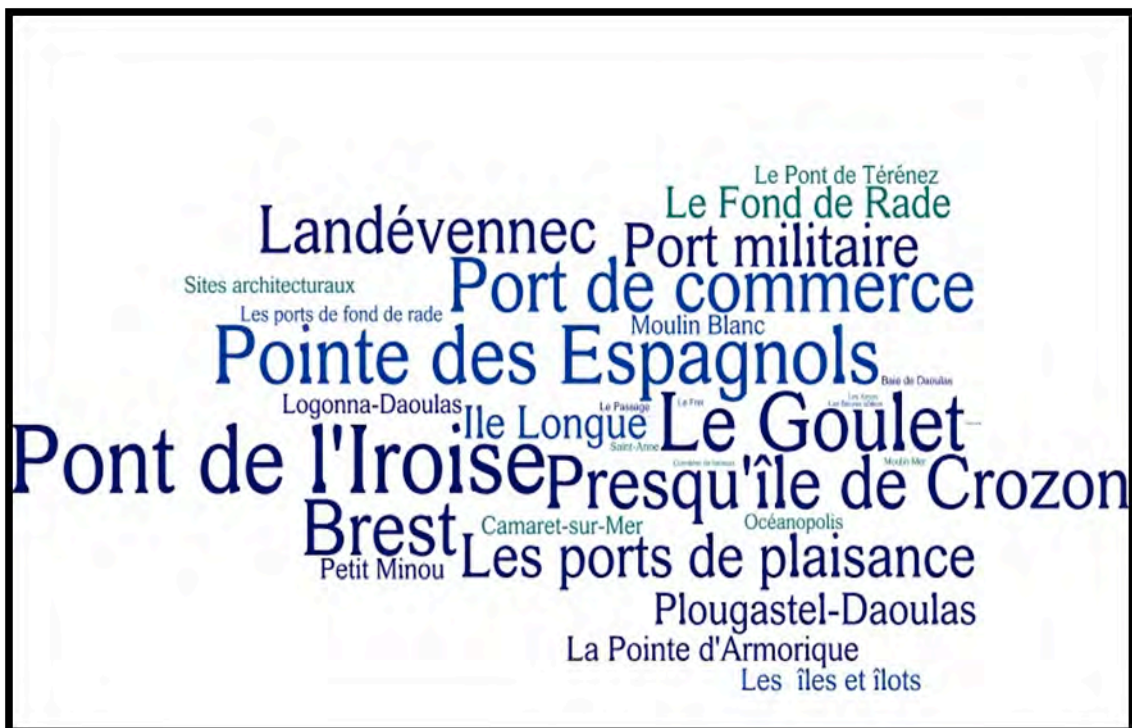 Le Pont de Térénez
Le Fond de Rade
Landévennec
Port militaire
Port de commerce
Sites architecturaux
Les ports de fond de rade
Moulin Blanc
Pointe des Espagnols
Baie de Daoulas
Logonna-Daoulas
Ile Longue
Le Passage
Le Fret
Le Goulet
Saint-Anne
Pont de l'Iroise
Presqu'île de Crozon
Moulin Mer
Brest
Camaret-sur-Mer
Océanopolis
Petit Minou
Les ports de plaisance
Plougastel-Daoulas
La Pointe d'Armorique
Les îles et îlots